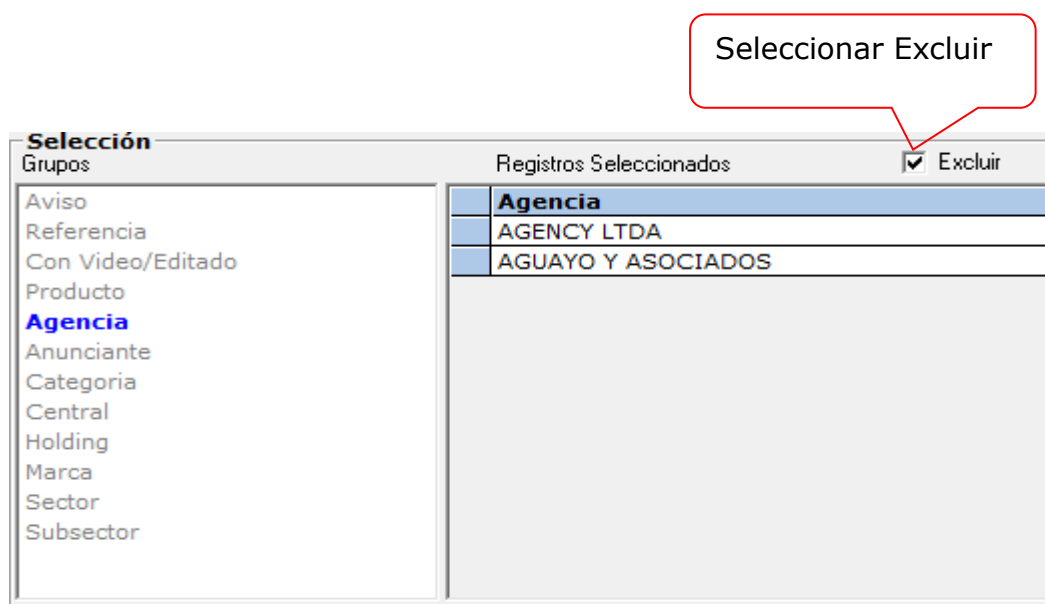 Seleccionar Excluir
Selección
Grupos
Registros Seleccionados
Excluir
Aviso
Referencia
Con Video/Editado
Producto
Agencia
Anunciante
Categoria
Central
Holding
Marca
Sector
Subsector
Agencia
AGENCY LTDA
AGUAYO Y ASOCIADOS